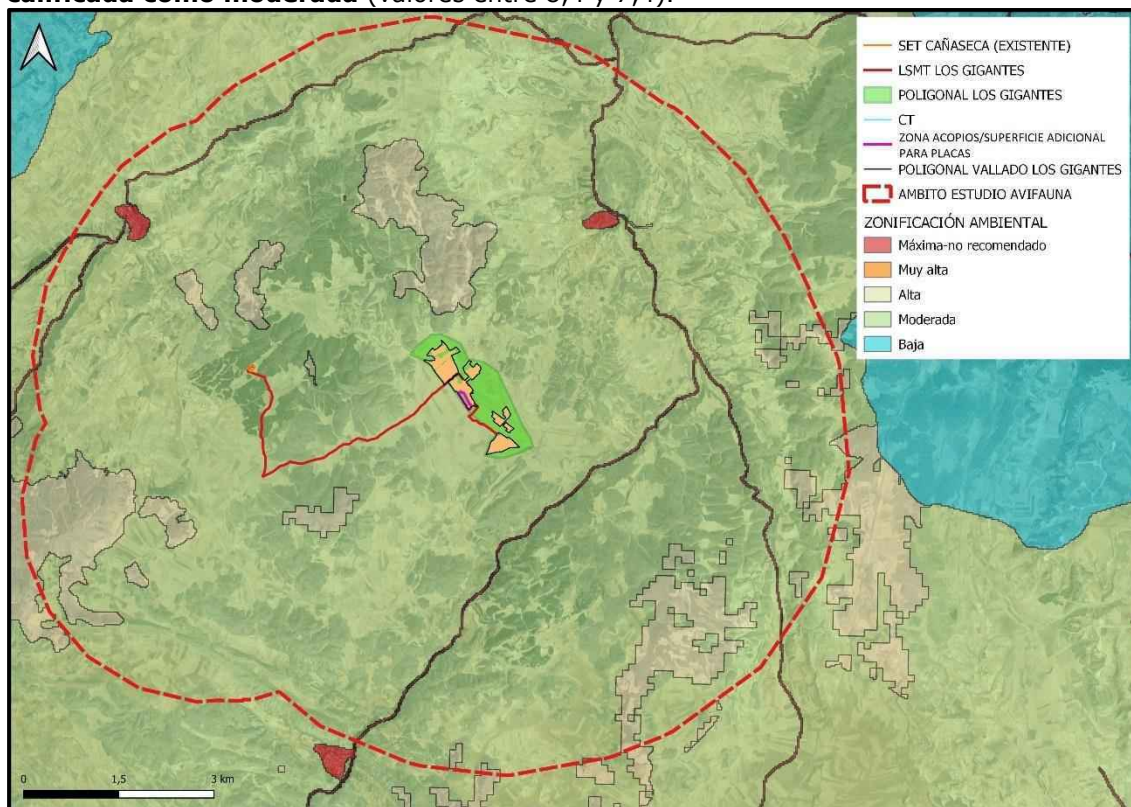 calificada como moderada (valores entre 6,4 y 7,4).
SET CAÑASECA (EXISTENTE)
LSMT LOS GIGANTES
POLIGONAL LOS GIGANTES
CT
ZONA ACOPIOS/SUPERFICIE ADICIONAL
PARA PLACAS
POLIGONAL VALLADO LOS GIGANTES
AMBITO ESTUDIO AVIFAUNA
ZONIFICACIÓN AMBIENTAL
Máxima-no recomendado
Muy alta
Alta
Moderada
Baja
0 1,5 3 km